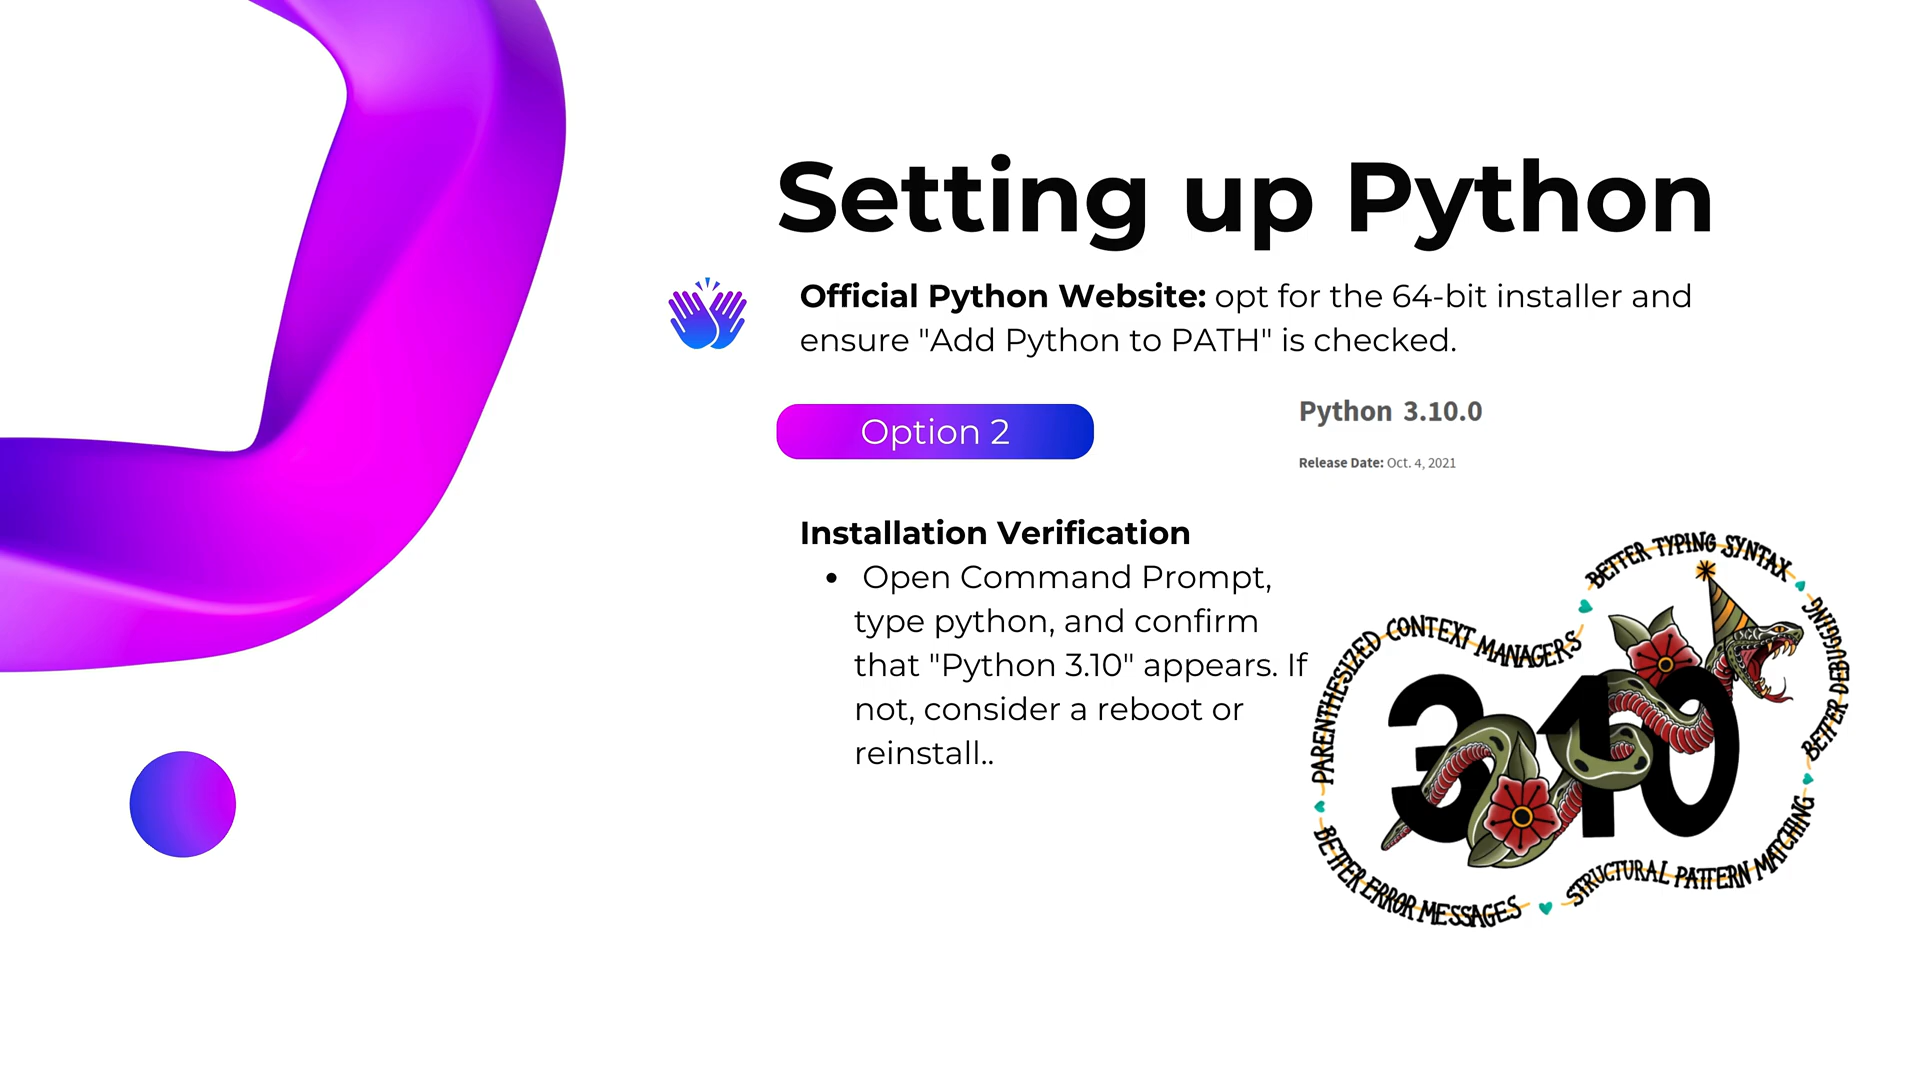 Setting up Python
Official Python Website: opt for the 64-bit installer and
ensure "Add Python to PATH" is checked.
Option 2
Python 3.10.0
Release Date: Oct. 4, 2021
Installation Verification
• Open Command Prompt,
type python, and confirm
that "Python 3.10" appears. If
not, consider a reboot or
reinstall..
PARENTHESIZED CONTEXT MANAGERS
BETTER TYPING SYNTAX
BETTER DEBUGGING
STRUCTURAL PATTERN MATCHING
BETTER ERROR MESSAGES
3.10